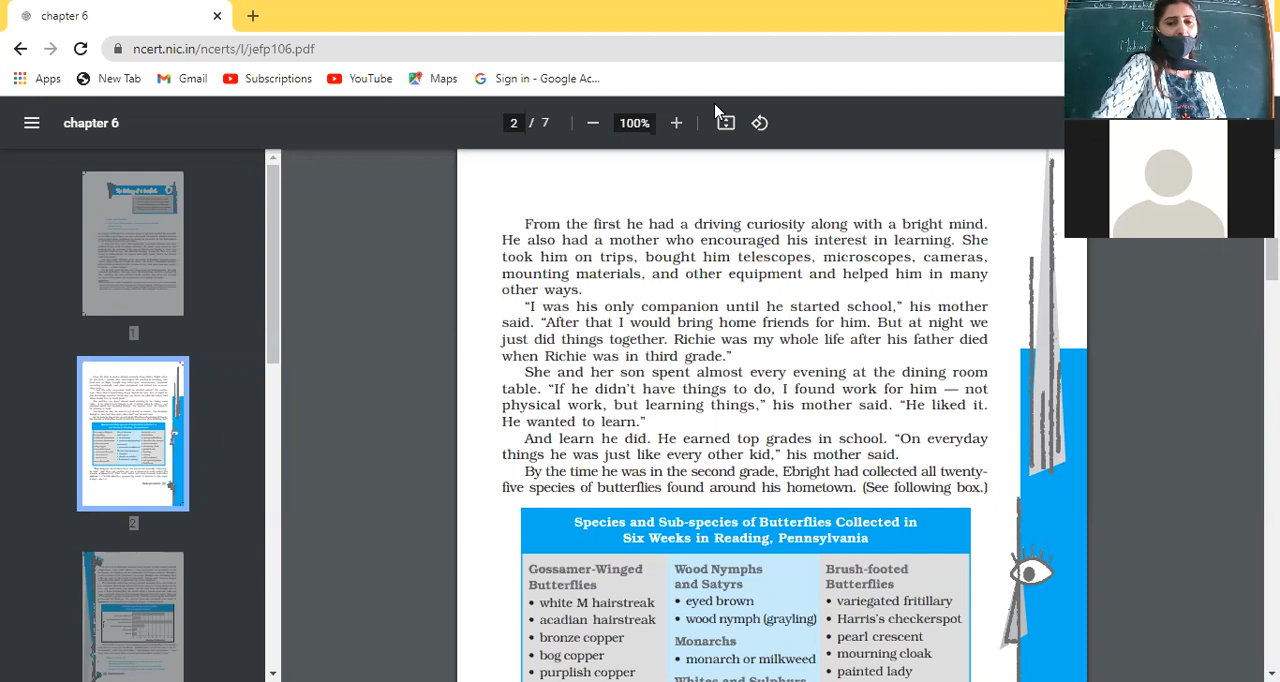 chapter 6
ncert.nic.in/ncerts/l/jefp106.pdf
Apps New Tab Gmail Subscriptions YouTube Maps Sign in - Google Ac...
chapter 6
2 / 7
100%
1
2
From the first he had a driving curiosity along with a bright mind.
He also had a mother who encouraged his interest in learning. She
took him on trips, bought him telescopes, microscopes, cameras,
mounting materials, and other equipment and helped him in many
other ways.
“I was his only companion until he started school,” his mother
said. “After that I would bring home friends for him. But at night we
just did things together. Richie was my whole life after his father died
when Richie was in third grade.”
She and her son spent almost every evening at the dining room
table. “If he didn’t have things to do, I found work for him — not
physical work, but learning things,” his mother said. “He liked it.
He wanted to learn.”
And learn he did. He earned top grades in school. “On everyday
things he was just like every other kid,” his mother said.
By the time he was in the second grade, Ebright had collected all twenty-
five species of butterflies found around his hometown. (See following box.)
Species and Sub-species of Butterflies Collected in
Six Weeks in Reading, Pennsylvania
Gossamer-Winged
Butterflies
• white M hairstreak
• acadian hairstreak
• bronze copper
• bog copper
• purplish copper
Wood Nymphs
and Satyrs
• eyed brown
• wood nymph (grayling)
Monarchs
• monarch or milkweed
Whites and Sulphurs
Brush-footed
Butterflies
• variegated fritillary
• Harris’s checkerspot
• pearl crescent
• mourning cloak
• painted lady